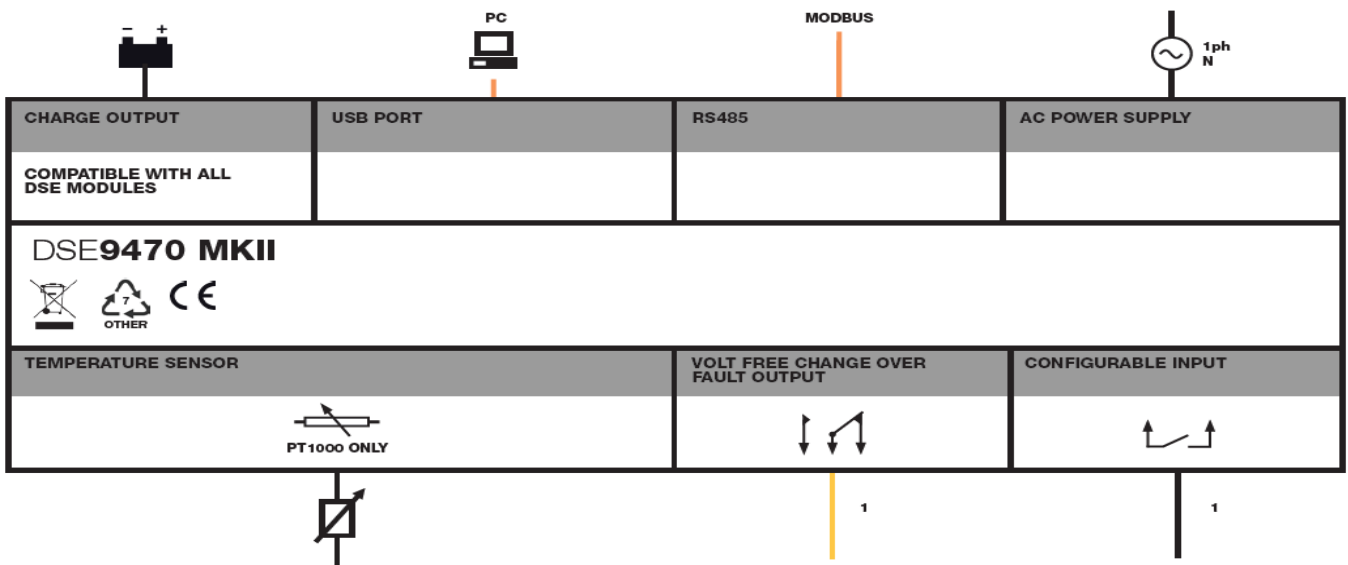 - +
PC
MODBUS
1ph
N
CHARGE OUTPUT
USB PORT
RS485
AC POWER SUPPLY
COMPATIBLE WITH ALL
DSE MODULES
DSE9470 MKII
7
OTHER
CE
TEMPERATURE SENSOR
VOLT FREE CHANGE OVER
FAULT OUTPUT
CONFIGURABLE INPUT
PT1000 ONLY
1
1